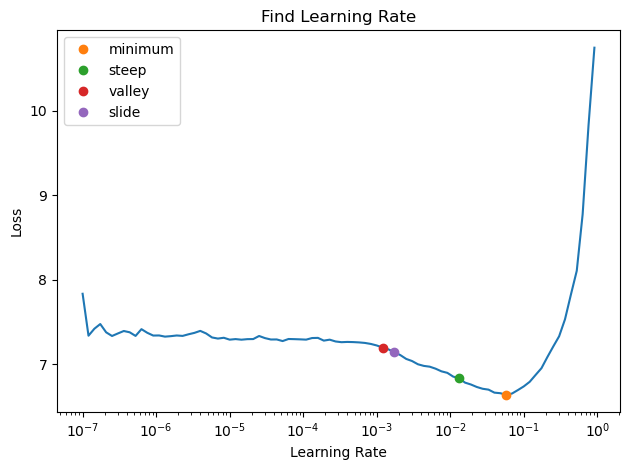 Find Learning Rate
minimum
steep
valley
slide
Loss
10
9
8
7
10⁻⁷
10⁻⁶
10⁻⁵
10⁻⁴
10⁻³
10⁻²
10⁻¹
10⁰
Learning Rate